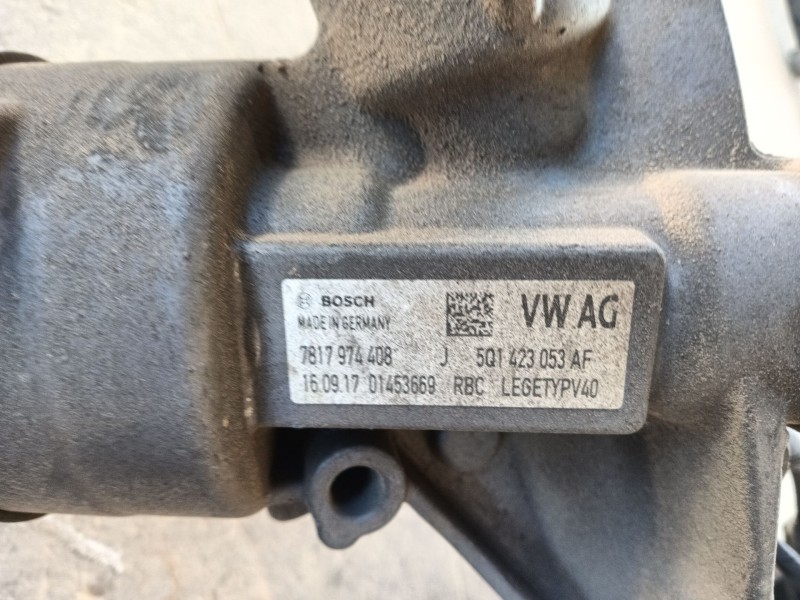 BOSCH VW AG
MADE IN GERMANY
7817 974 408 J 5Q1 423 053 AF
16.09.17 01453669 RBC LEGETYPV40